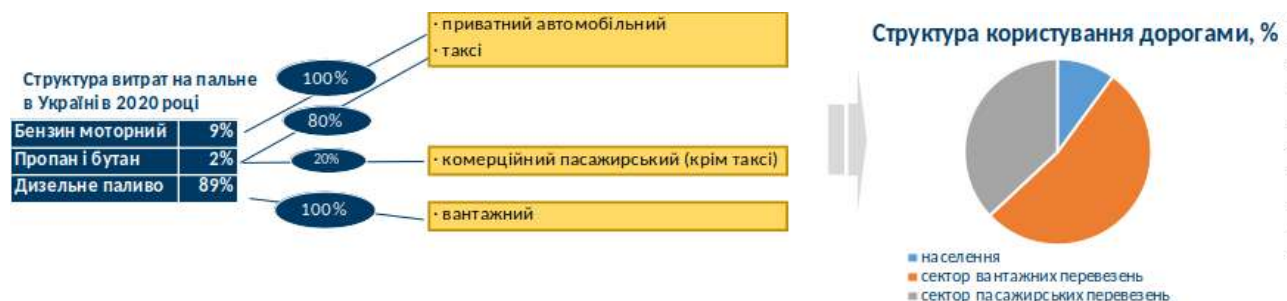 · приватний автомобільний
· таксі
Структура користування дорогами, %
Структура витрат на пальне
в Україні в 2020 році
100%
Бензин моторний 9%
80%
Пропан і бутан 2%
20%
· комерційний пасажирський (крім таксі)
Дизельне паливо 89%
100%
· вантажний
населення
сектор вантажних перевезень
сектор пасажирських перевезень